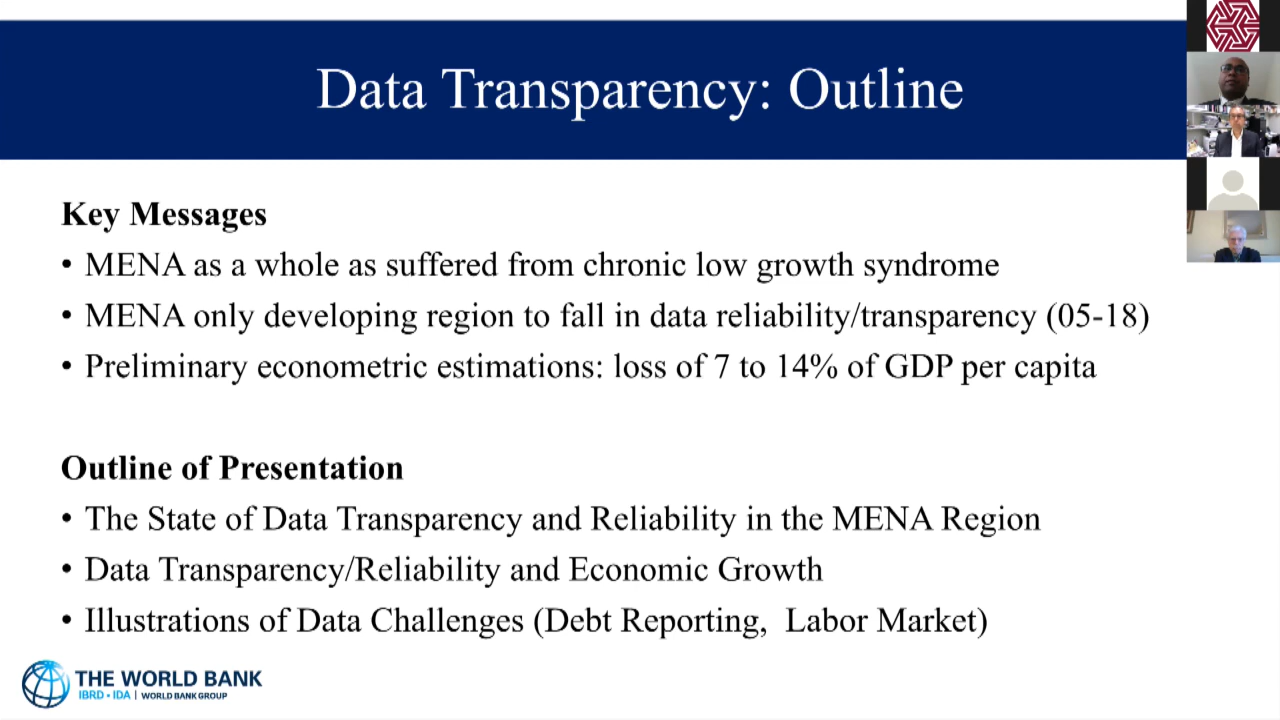 Data Transparency: Outline
Key Messages
• MENA as a whole as suffered from chronic low growth syndrome
• MENA only developing region to fall in data reliability/transparency (05-18)
• Preliminary econometric estimations: loss of 7 to 14% of GDP per capita
Outline of Presentation
• The State of Data Transparency and Reliability in the MENA Region
• Data Transparency/Reliability and Economic Growth
• Illustrations of Data Challenges (Debt Reporting, Labor Market)
THE WORLD BANK
IBRD • IDA | WORLD BANK GROUP